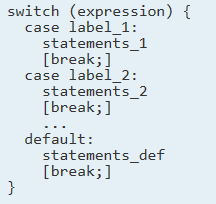 switch (expression) {
  case label_1:
    statements_1
    [break;]
  case label_2:
    statements_2
    [break;]
    ...
  default:
    statements_def
    [break;]
}